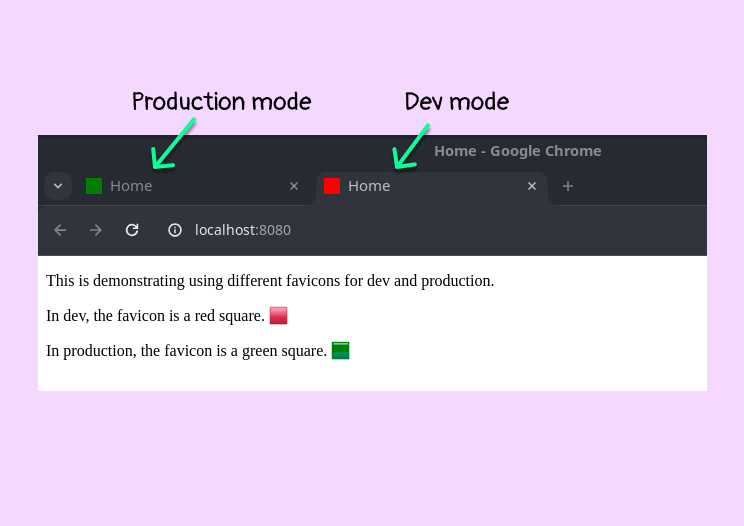 Production mode
Dev mode
Home - Google Chrome
Home
Home
localhost:8080
This is demonstrating using different favicons for dev and production.
In dev, the favicon is a red square. 🟥
In production, the favicon is a green square. 🟩